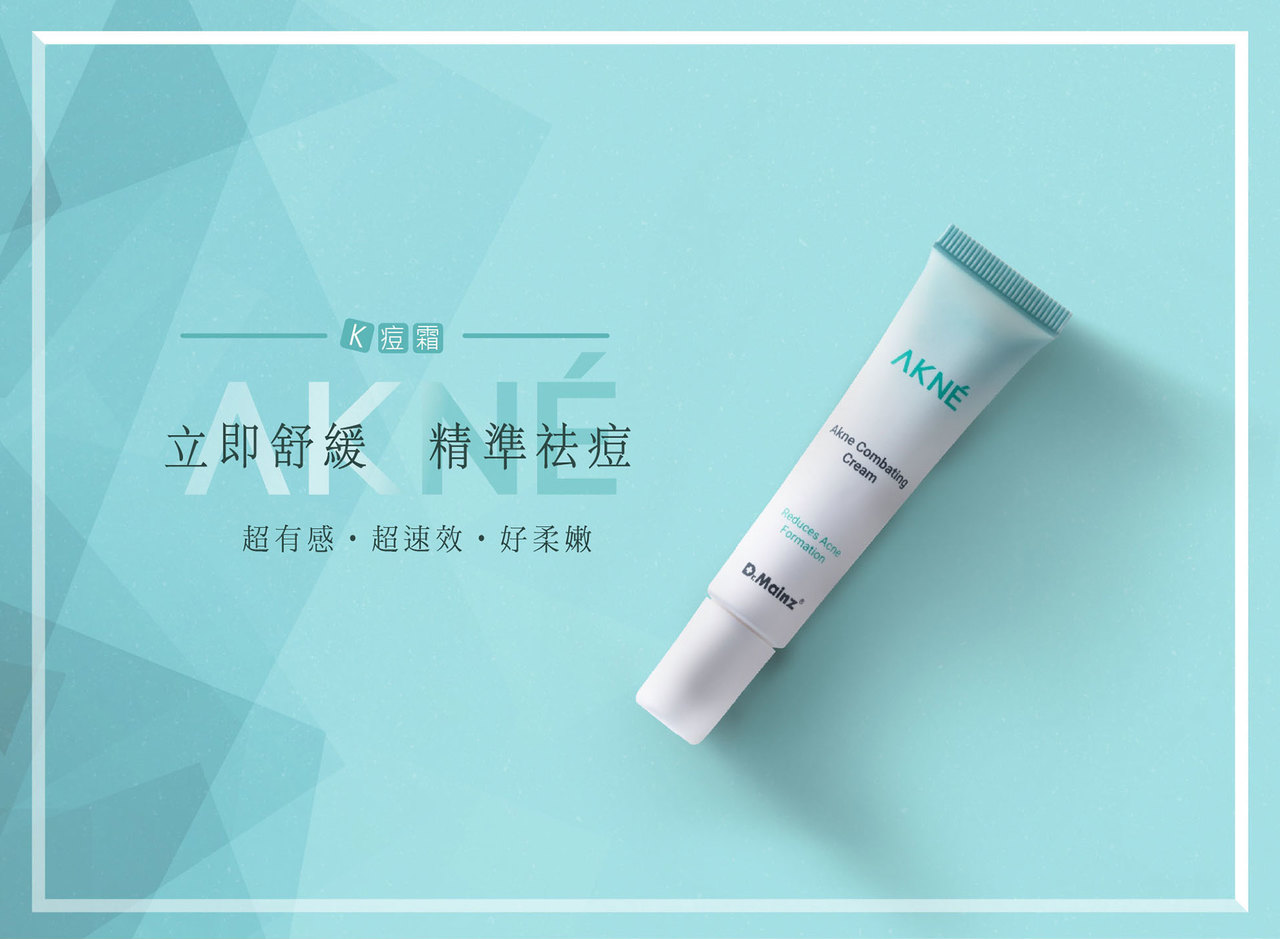 K痘霜
AKNÉ
立即舒緩 精準祛痘
超有感・超速效・好柔嫩
AKNÉ
Akne Combating
Cream
Reduces Acne
Formation
Dr.Mainz®